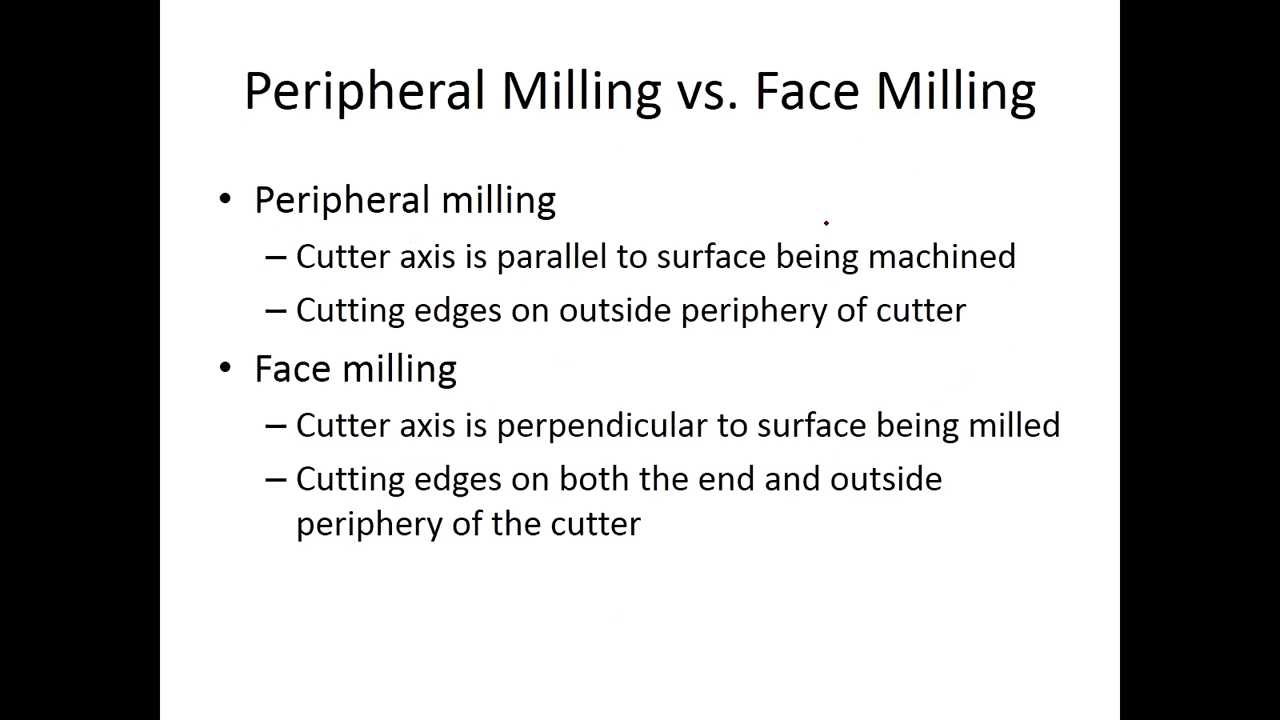 Peripheral Milling vs. Face Milling
• Peripheral milling
– Cutter axis is parallel to surface being machined
– Cutting edges on outside periphery of cutter
• Face milling
– Cutter axis is perpendicular to surface being milled
– Cutting edges on both the end and outside
periphery of the cutter